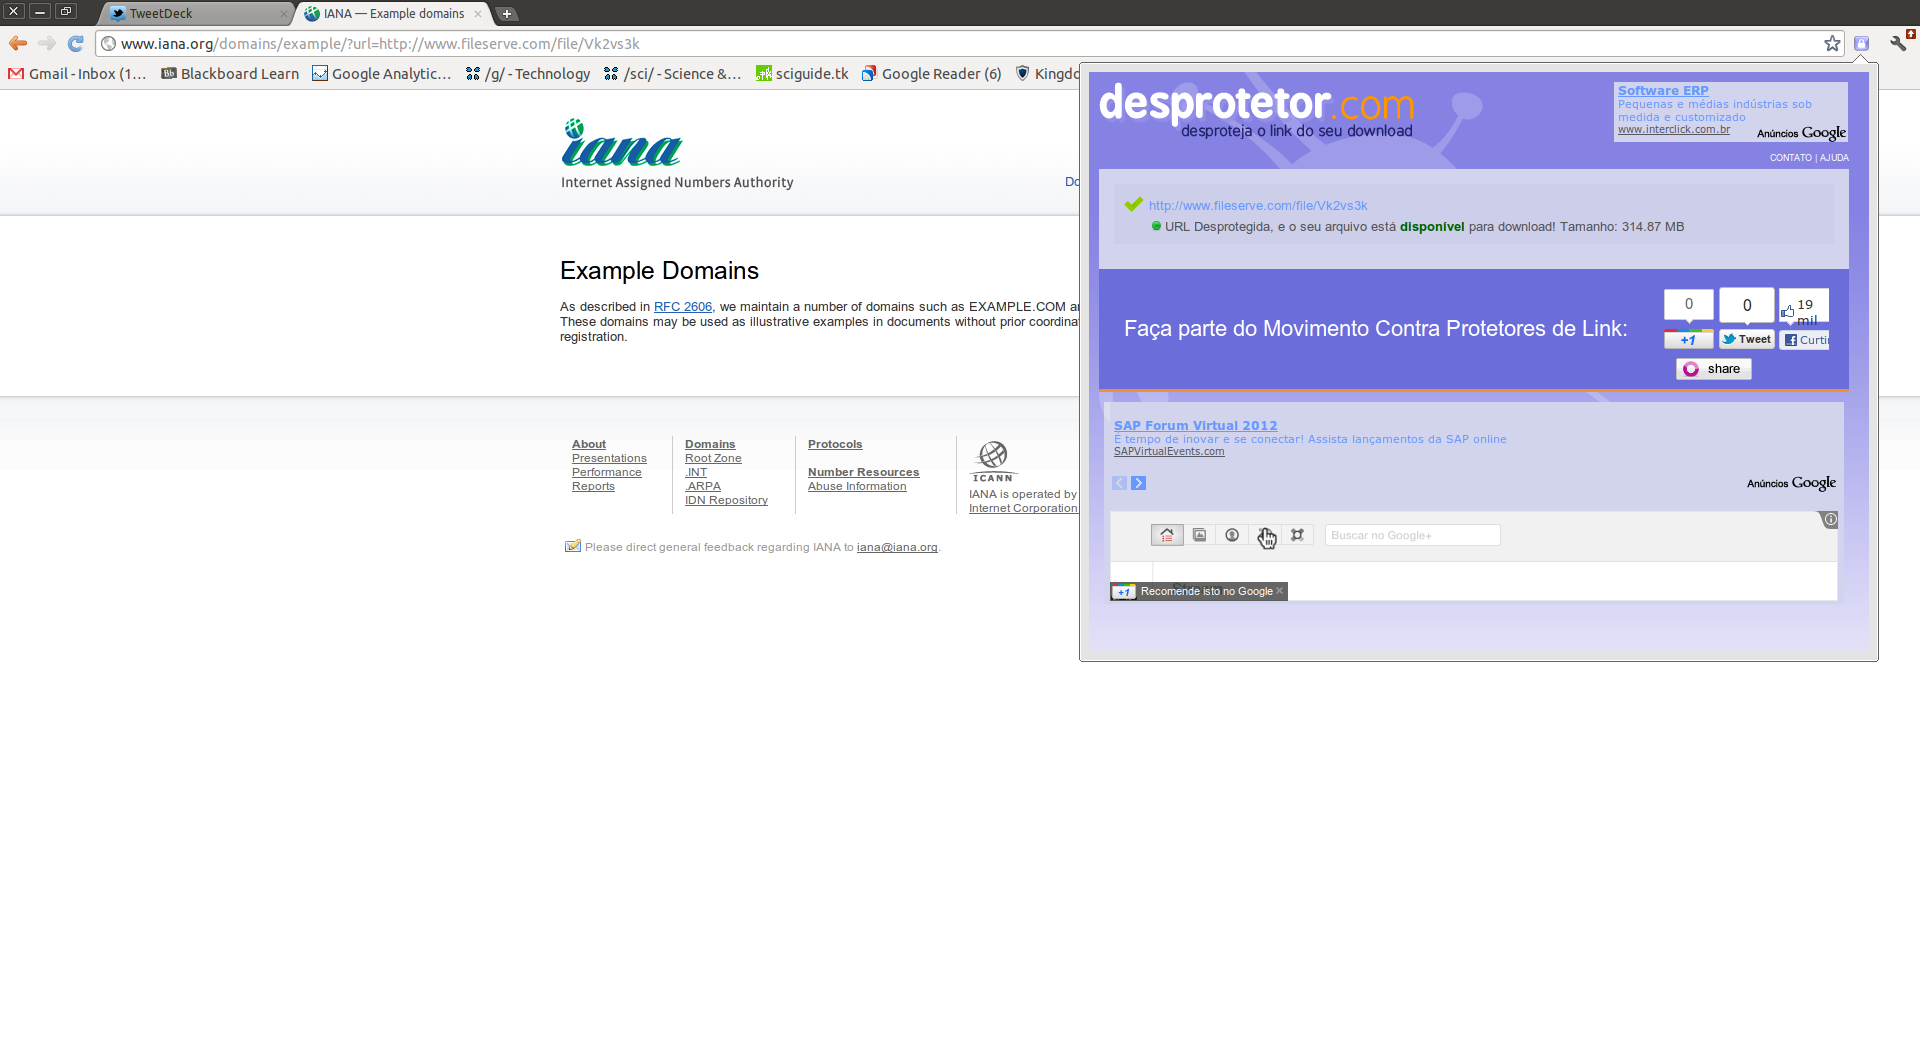 TweetDeck
IANA — Example domains
www.iana.org/domains/example/?url=http://www.fileserve.com/file/Vk2vs3k
Gmail - Inbox (1...
Blackboard Learn
Google Analytic...
/g/ - Technology
/sci/ - Science &...
sciguide.tk
Google Reader (6)
Kingdo
iana
Internet Assigned Numbers Authority
Do
Example Domains
As described in RFC 2606, we maintain a number of domains such as EXAMPLE.COM
These domains may be used as illustrative examples in documents without prior coordinat
registration.
About
Presentations
Performance
Reports
Domains
Root Zone
.INT
.ARPA
IDN Repository
Protocols
Number Resources
Abuse Information
ICANN
IANA is operated by
Internet Corporation
Please direct general feedback regarding IANA to iana@iana.org.
desprotetor.com
desproteja o link do seu download
Software ERP
Pequenas e médias indústrias sob
medida e customizado
www.interclick.com.br
Anúncios Google
CONTATO | AJUDA
http://www.fileserve.com/file/Vk2vs3k
URL Desprotegida, e o seu arquivo está disponível para download! Tamanho: 314.87 MB
Faça parte do Movimento Contra Protetores de Link:
0
+1
0
Tweet
19
mil
Curtir
share
SAP Forum Virtual 2012
É tempo de inovar e se conectar! Assista lançamentos da SAP online
SAPVirtualEvents.com
Anúncios Google
Buscar no Google+
+1 Recomende isto no Google